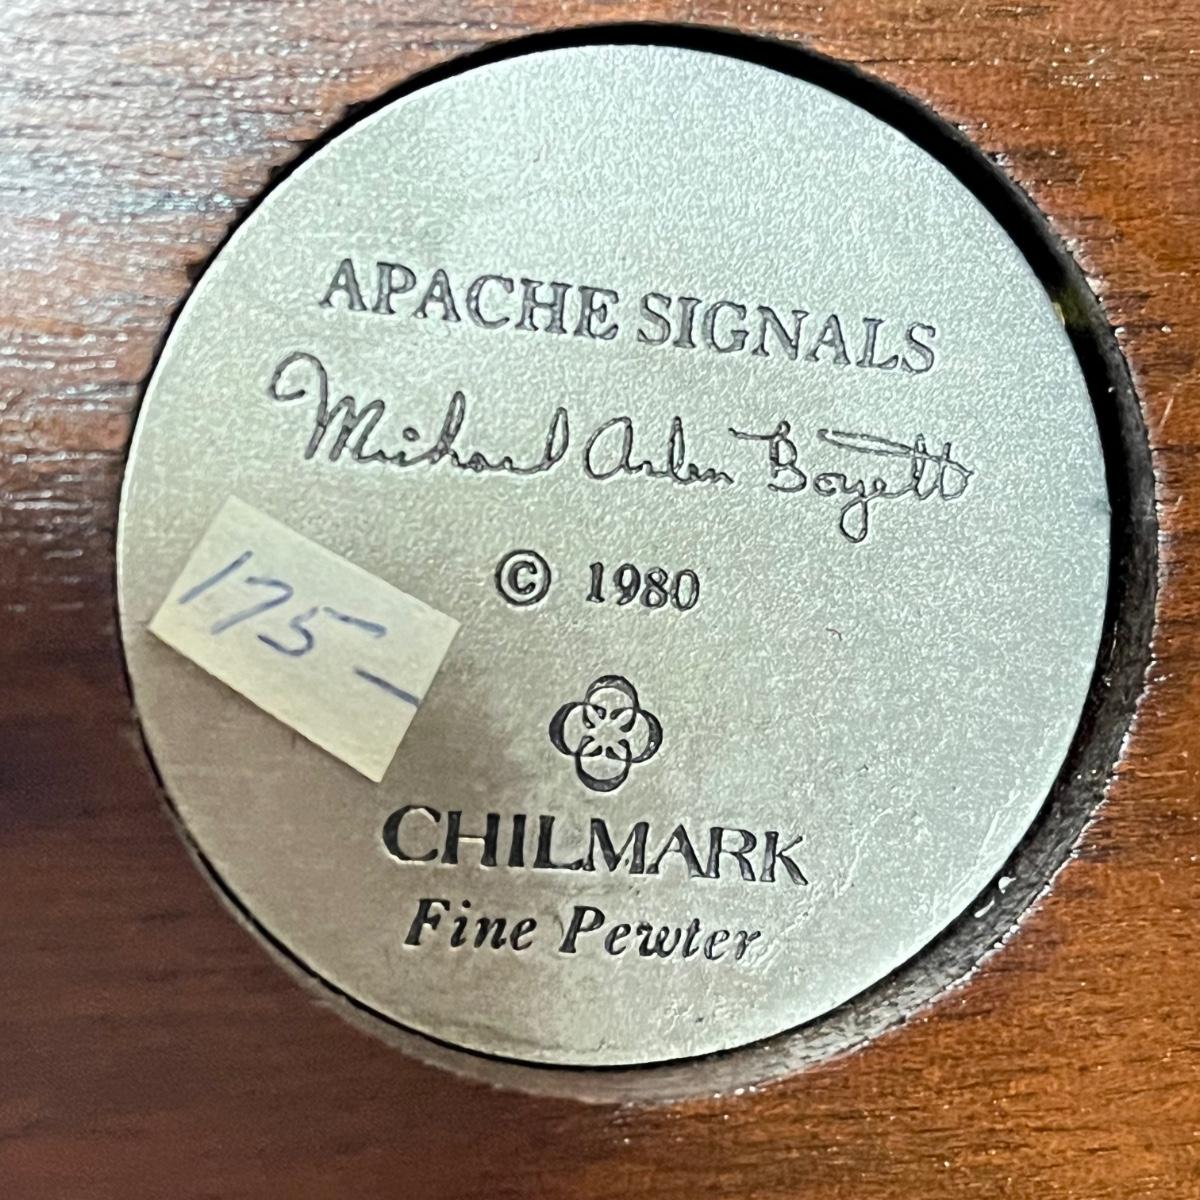 APACHE SIGNALS
Michael Arlen Boyett
© 1980
175-
CHILMARK
Fine Pewter